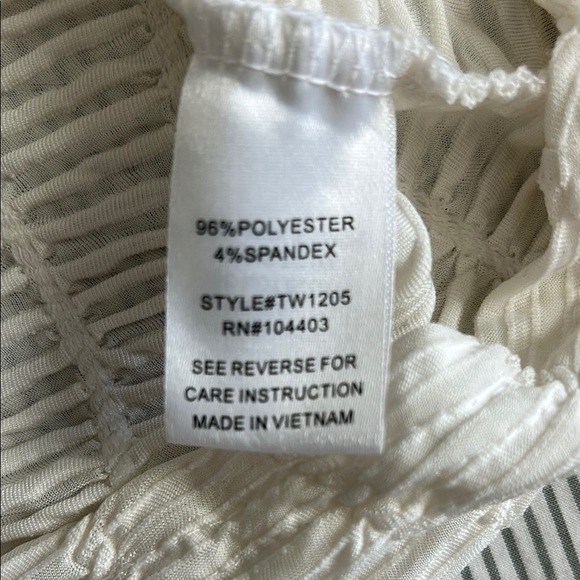 96%POLYESTER
4%SPANDEX
STYLE#TW1205
RN#104403
SEE REVERSE FOR
CARE INSTRUCTION
MADE IN VIETNAM